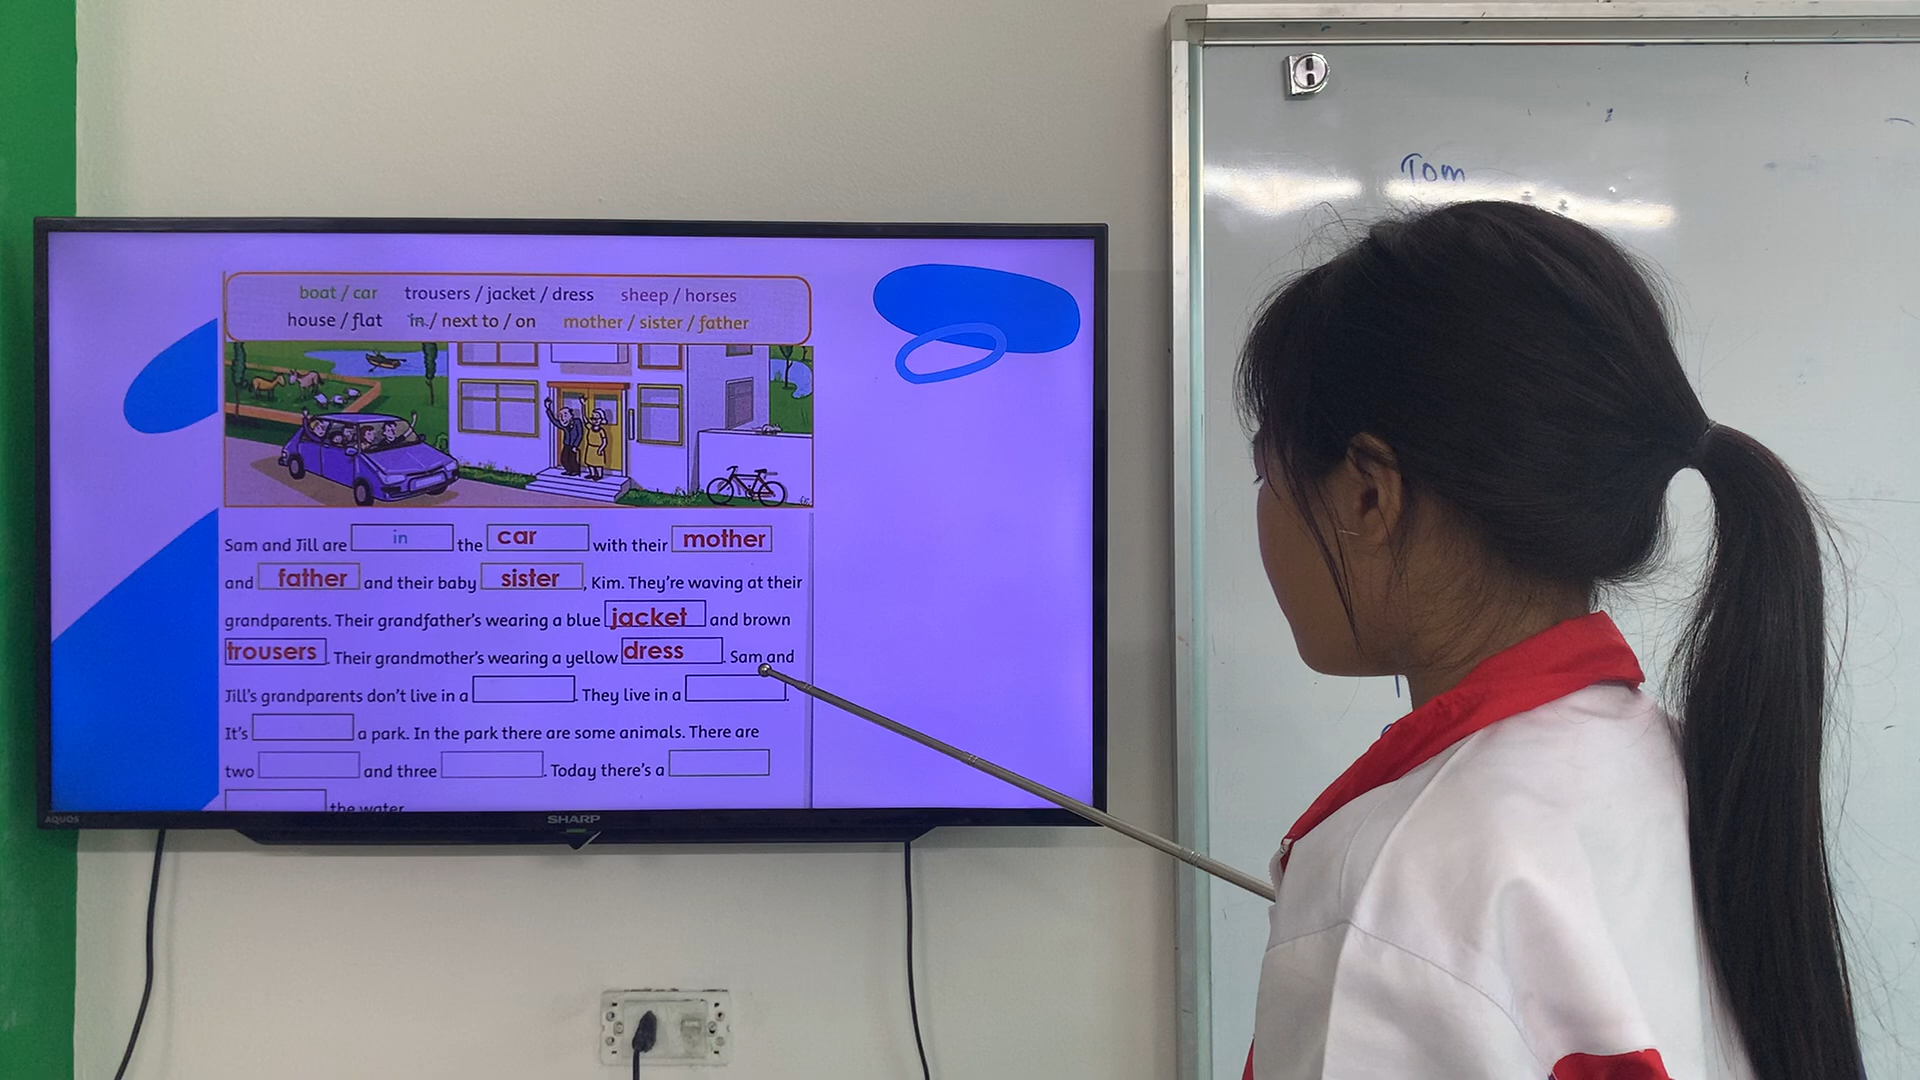 Tom
boat / car trousers / jacket / dress sheep / horses
house / flat in / next to / on mother / sister / father
Sam and Jill are in the car with their mother
and father and their baby sister, Kim. They're waving at their
grandparents. Their grandfather's wearing a blue jacket and brown
trousers. Their grandmother's wearing a yellow dress. Sam and
Jill's grandparents don't live in a . They live in a .
It's a park. In the park there are some animals. There are
two and three . Today there's a
the water
AQUOS
SHARP